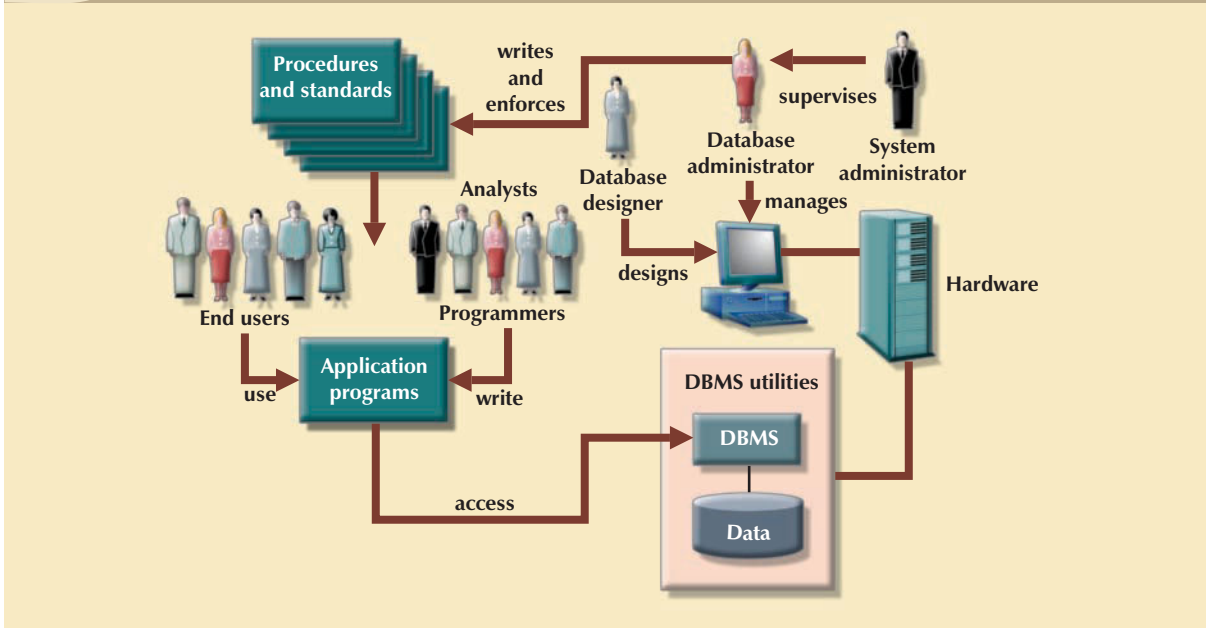 Procedures
and standards
writes
and
enforces
supervises
Database
administrator
System
administrator
Analysts
Database
designer
manages
designs
Hardware
End users
Programmers
Application
programs
use
write
DBMS utilities
DBMS
access
Data